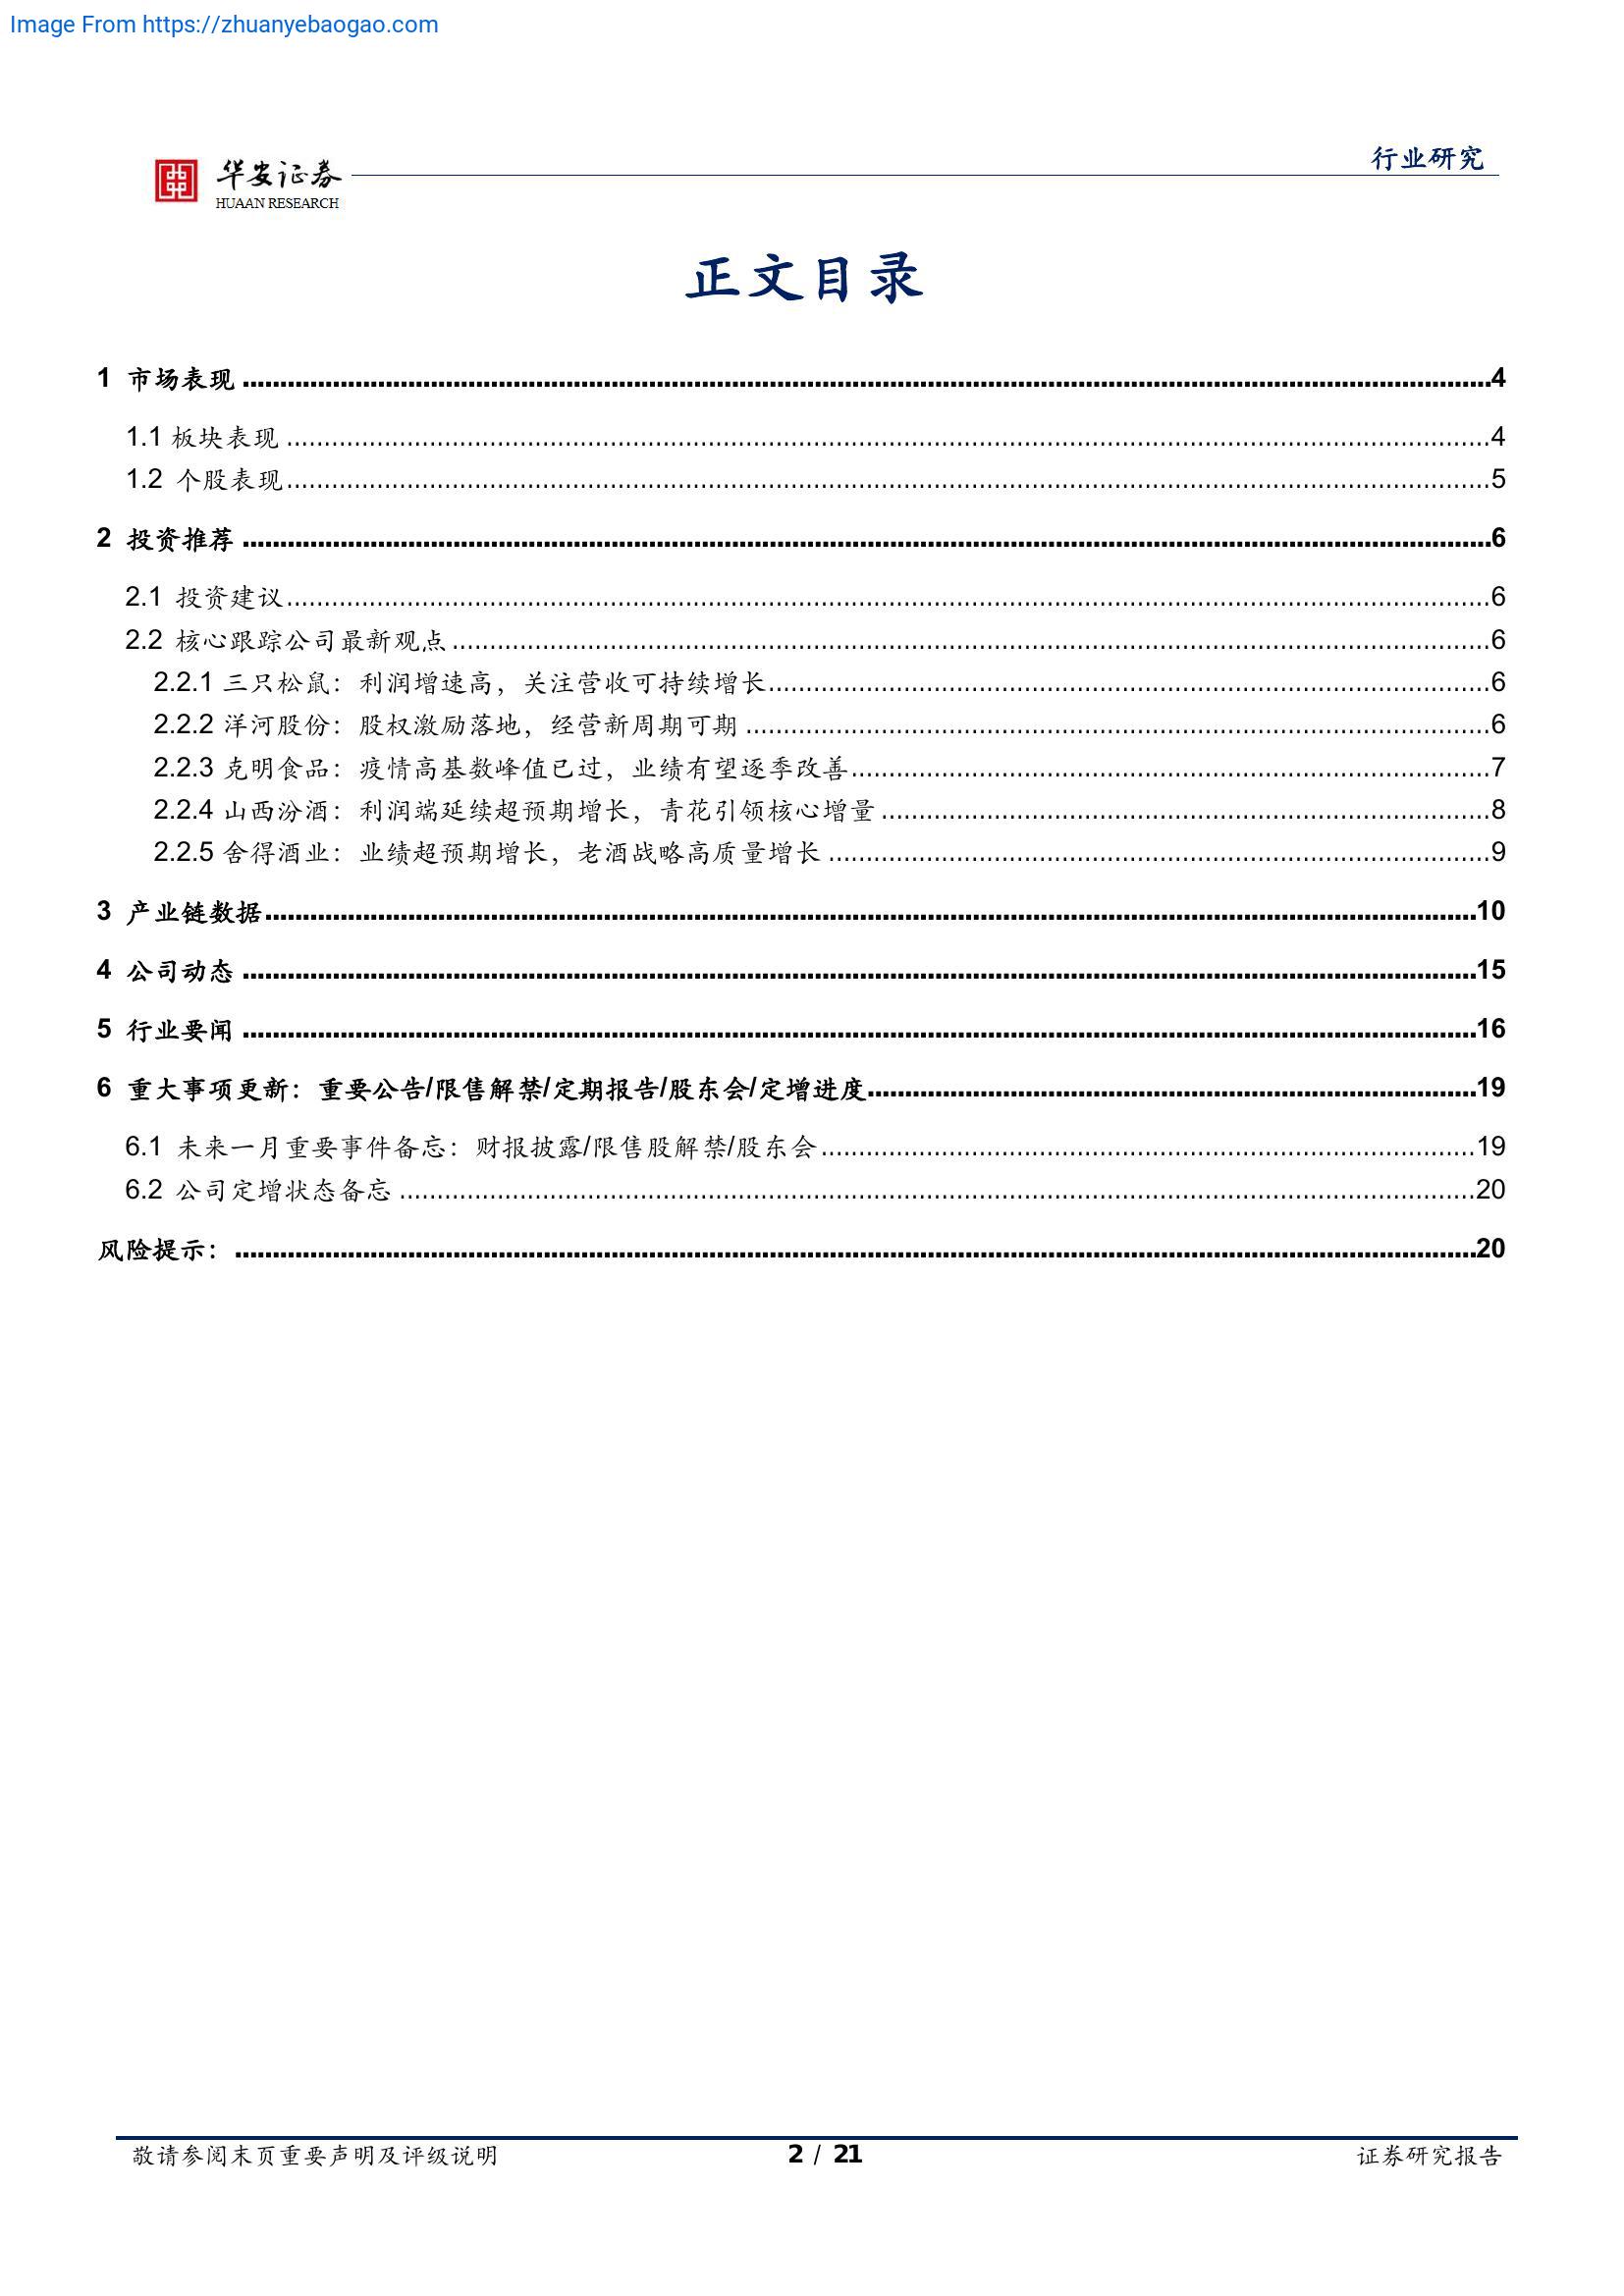 Image From https://zhuanyebaogao.com
华安证券
HUAAN RESEARCH
行业研究
正文目录
1 市场表现 ........ 4
1.1 板块表现 ........ 4
1.2 个股表现 ........ 5
2 投资推荐 ........ 6
2.1 投资建议 ........ 6
2.2 核心跟踪公司最新观点 ........ 6
2.2.1 三只松鼠：利润增速高，关注营收可持续增长 ........ 6
2.2.2 洋河股份：股权激励落地，经营新周期可期 ........ 6
2.2.3 克明食品：疫情高基数峰值已过，业绩有望逐季改善 ........ 7
2.2.4 山西汾酒：利润端延续超预期增长，青花引领核心增量 ........ 8
2.2.5 舍得酒业：业绩超预期增长，老酒战略高质量增长 ........ 9
3 产业链数据 ........ 10
4 公司动态 ........ 15
5 行业要闻 ........ 16
6 重大事项更新：重要公告/限售解禁/定期报告/股东会/定增进度 ........ 19
6.1 未来一月重要事件备忘：财报披露/限售股解禁/股东会 ........ 19
6.2 公司定增状态备忘 ........ 20
风险提示： ........ 20
敬请参阅末页重要声明及评级说明
2 / 21
证券研究报告